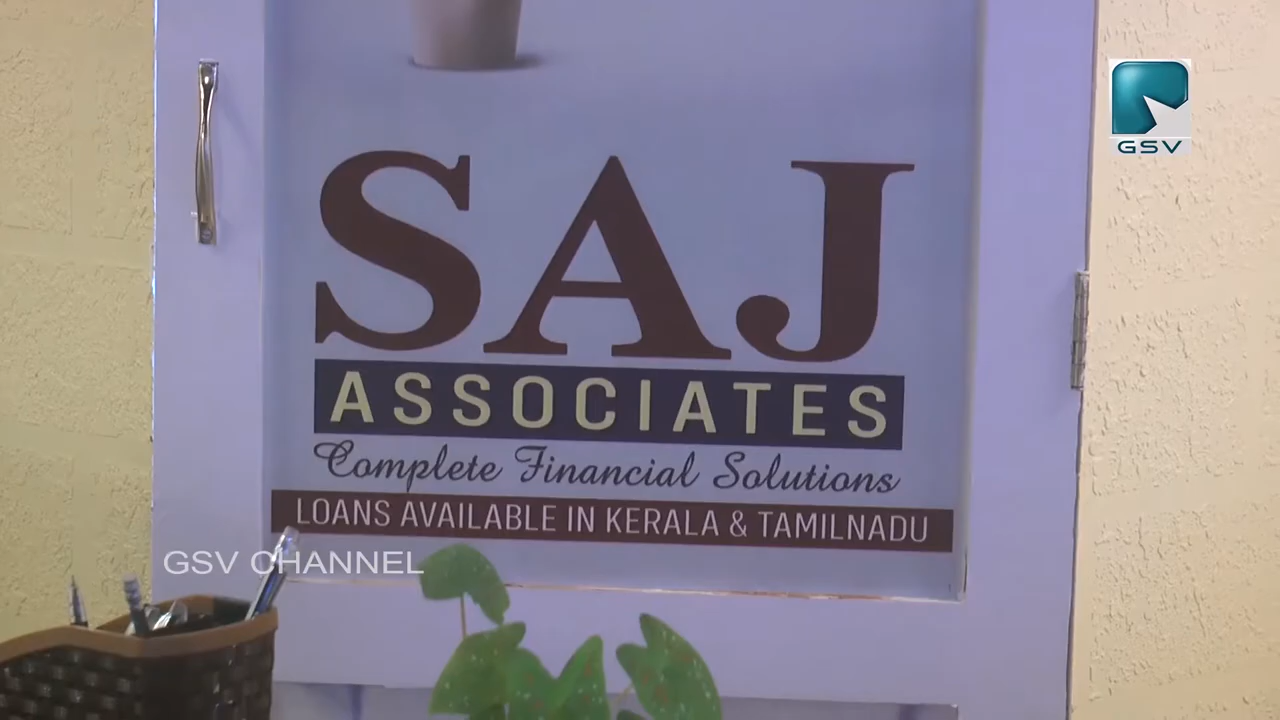 GSV
SAJ
ASSOCIATES
Complete Financial Solutions
LOANS AVAILABLE IN KERALA & TAMILNADU
GSV CHANNEL